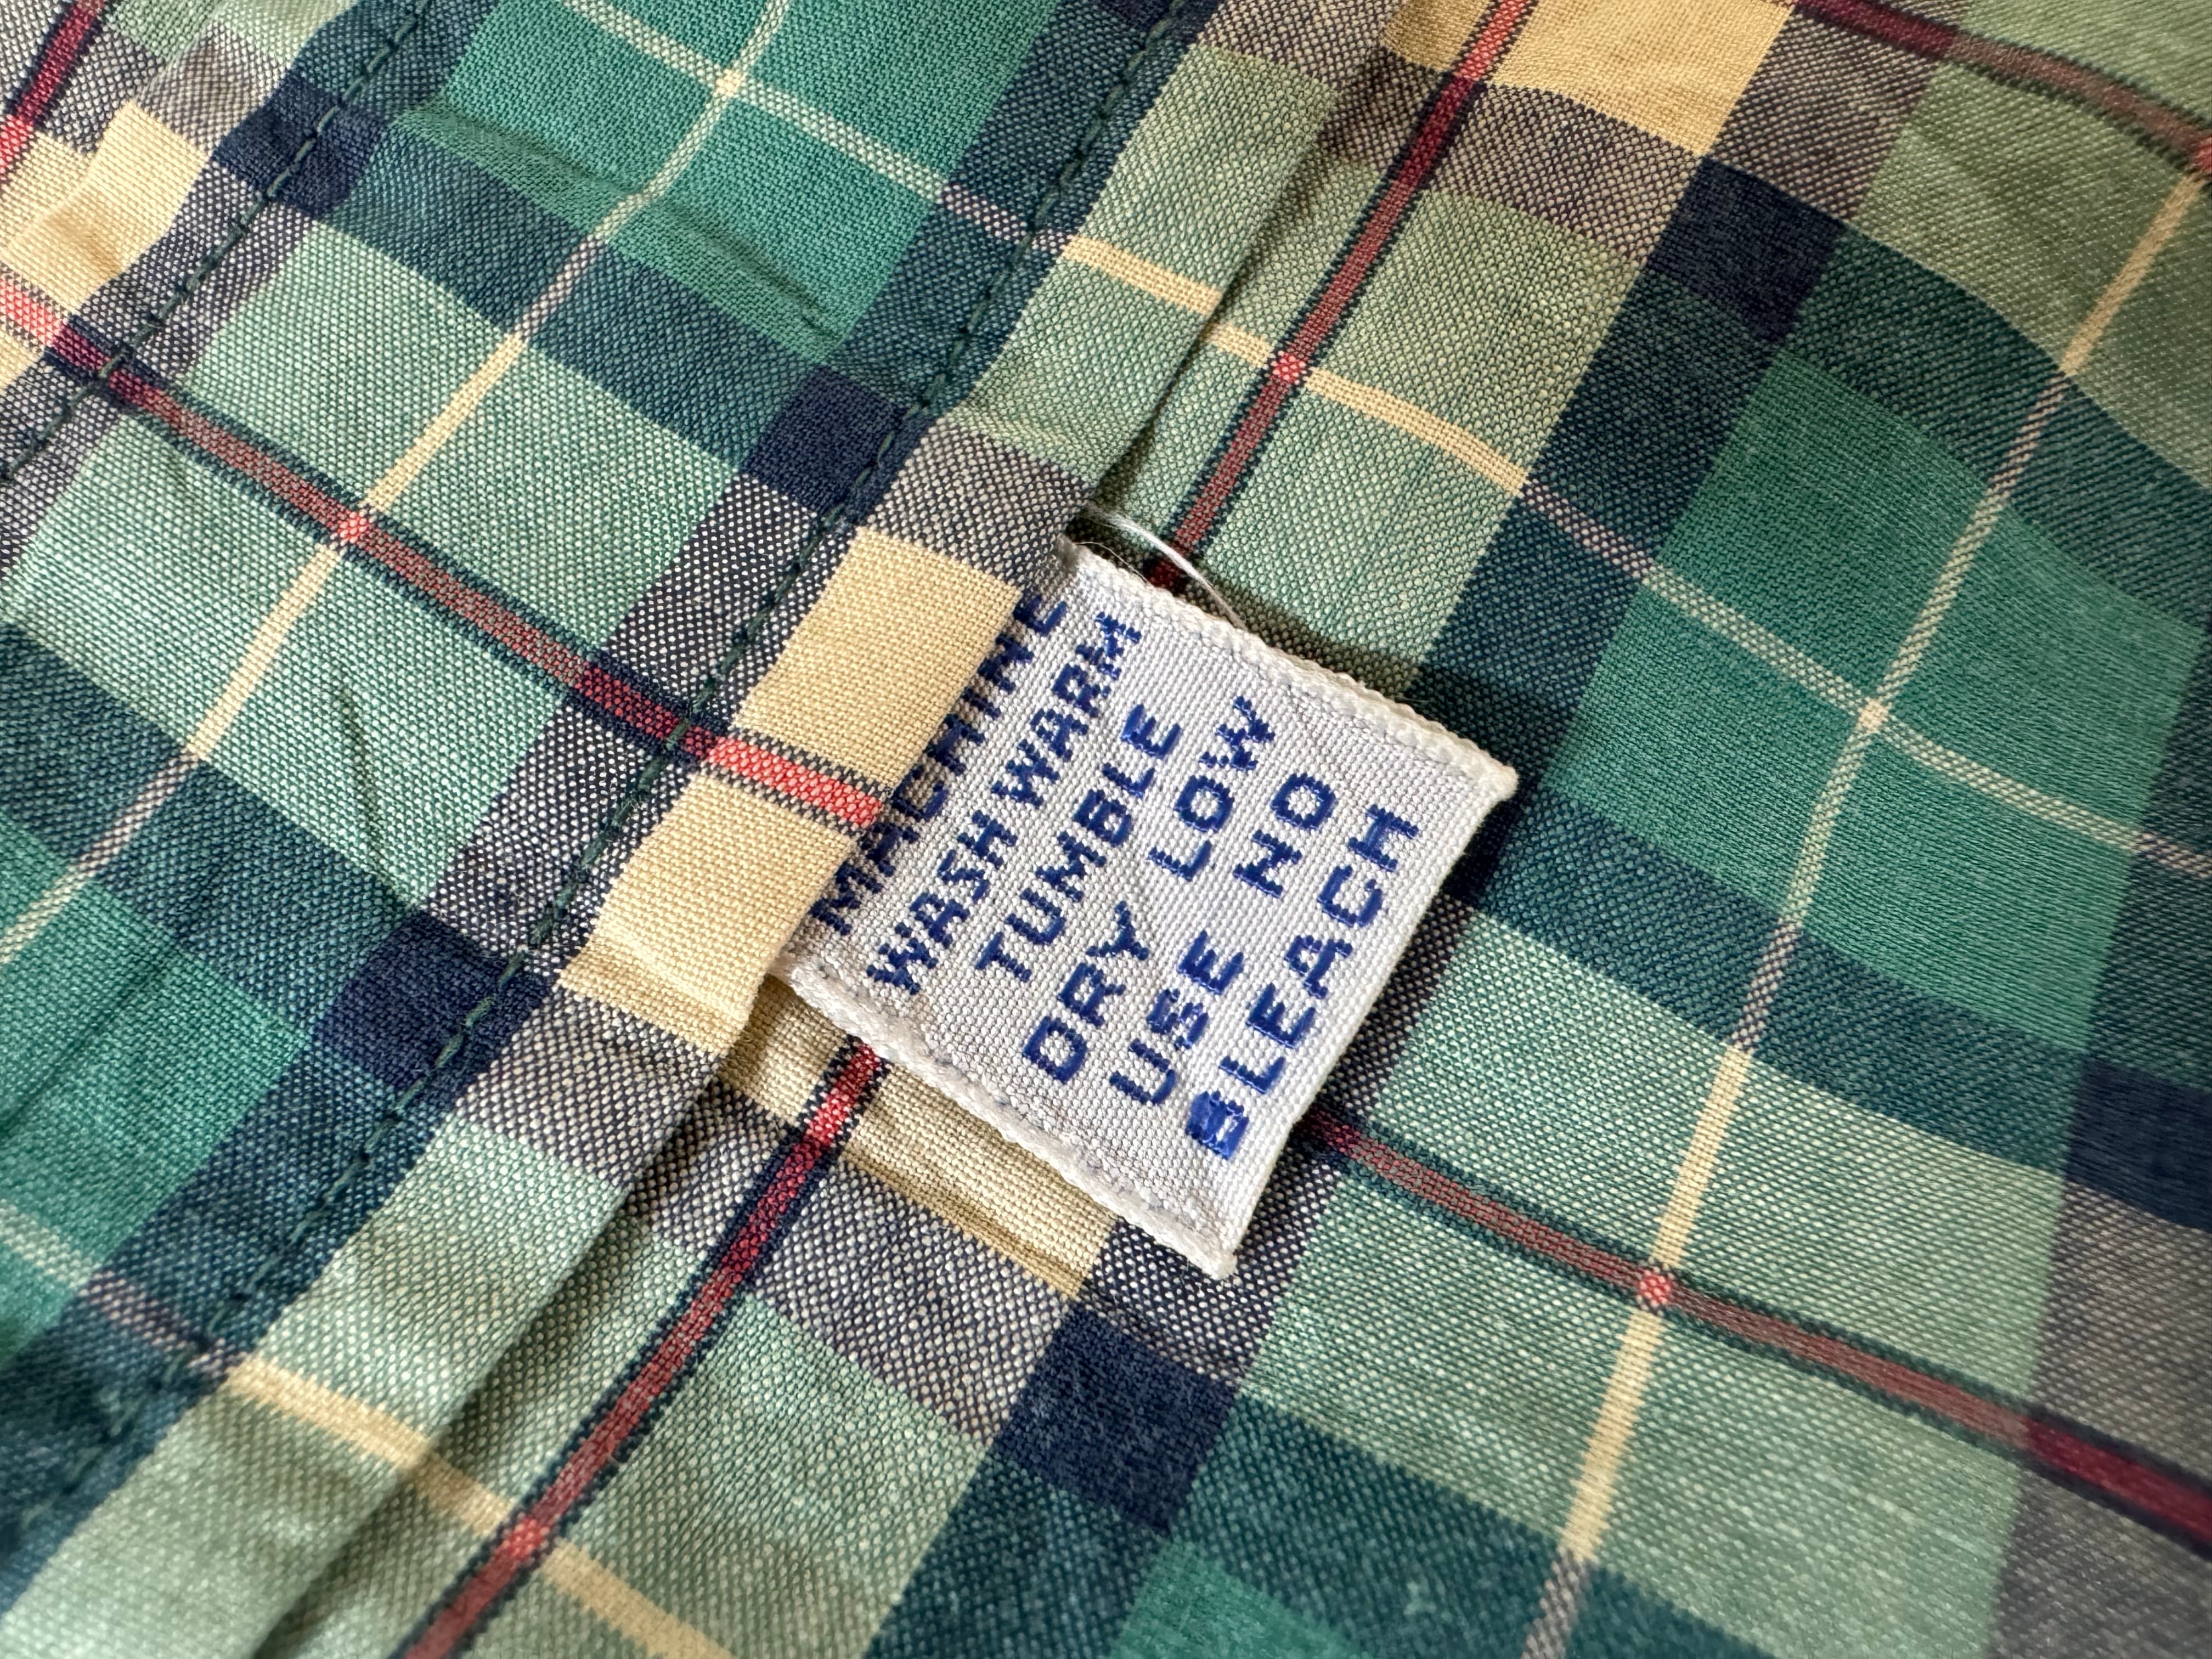 MACHINE
WASH WARM
TUMBLE
DRY LOW
USE NO
BLEACH